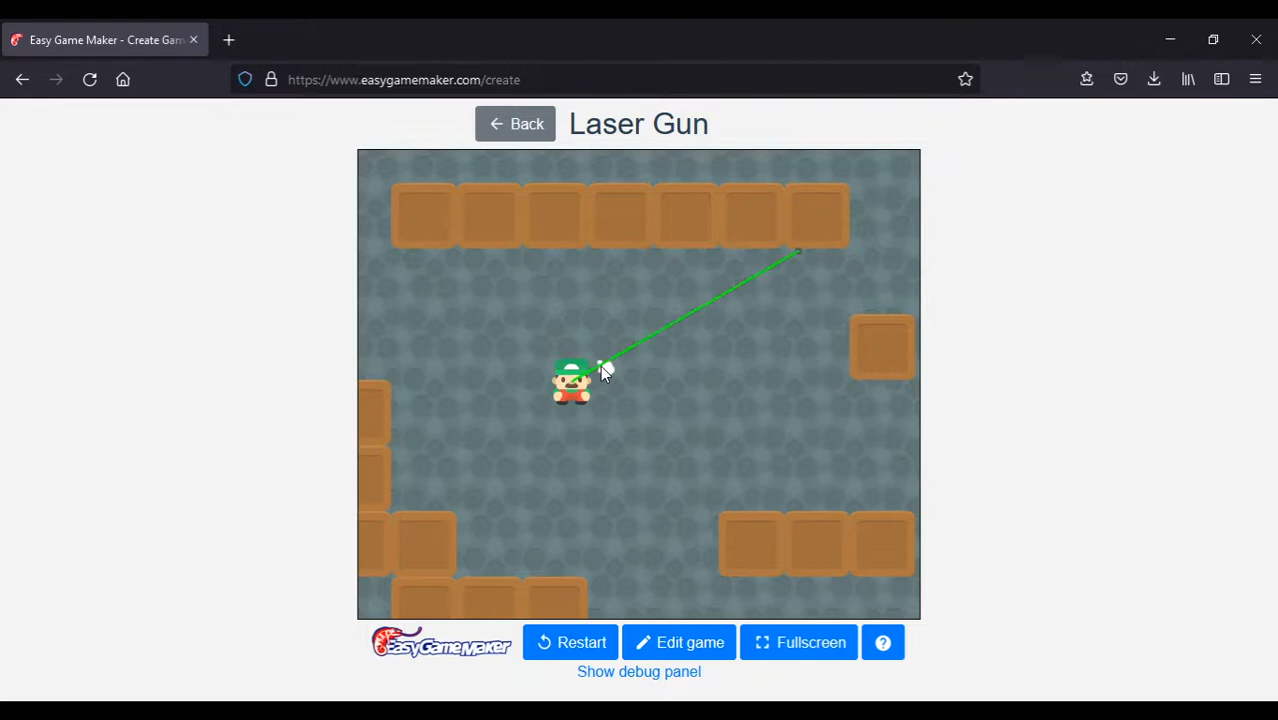 Easy Game Maker - Create Gam
https://www.easygamemaker.com/create
Back
Laser Gun
EasyGameMaker
Restart
Edit game
Fullscreen
Show debug panel